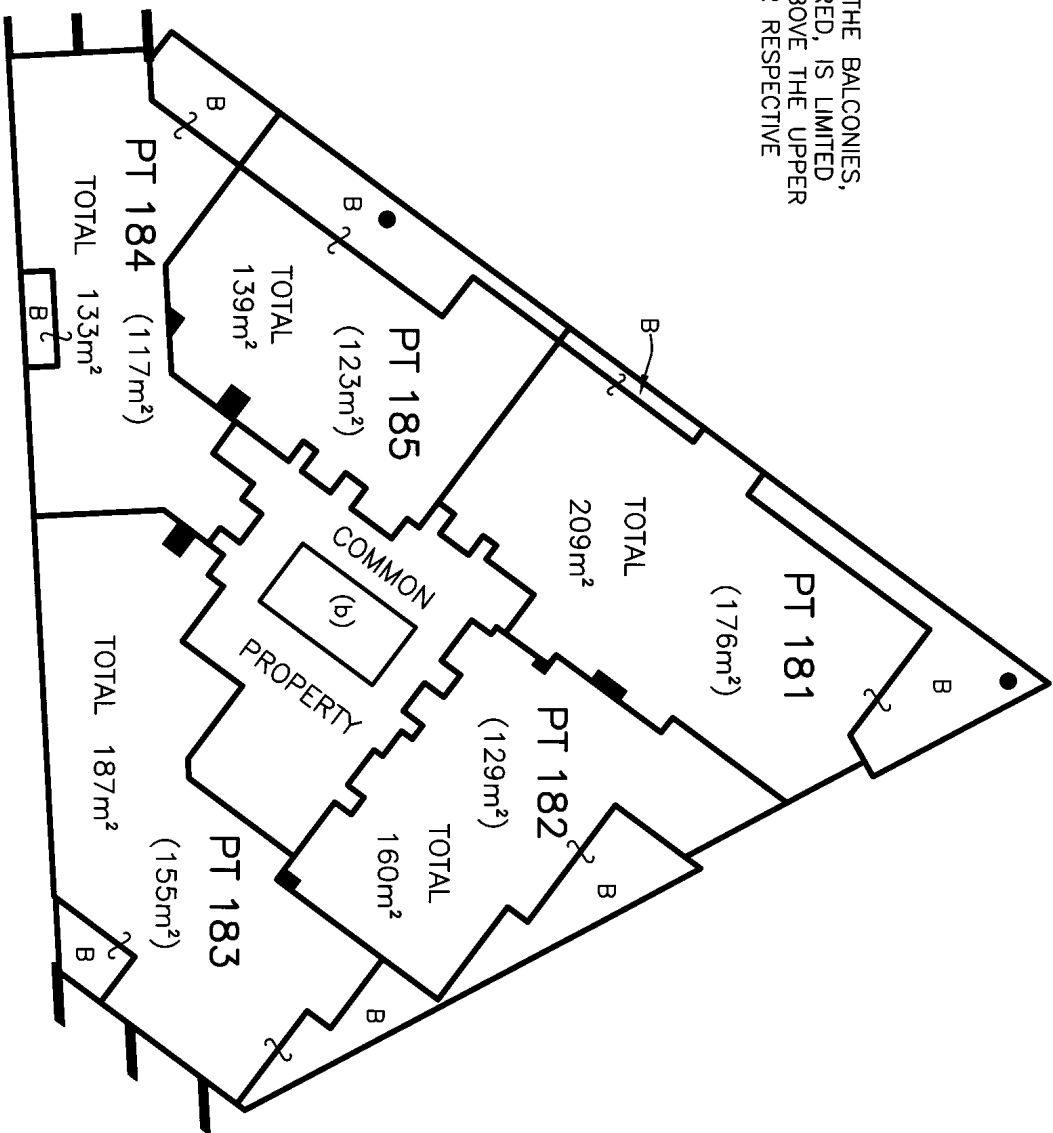 THE BALCONIES,
RED, IS LIMITED
BOVE THE UPPER
RESPECTIVE
B
B
B
B
PT 181
(176m²)
TOTAL
209m²
PT 185
(123m²)
TOTAL
139m²
PT 184 (117m²)
TOTAL 133m²
B
COMMON
(b)
PROPERTY
PT 182
(129m²)
TOTAL
160m²
B
PT 183
(155m²)
TOTAL 187m²
B
B